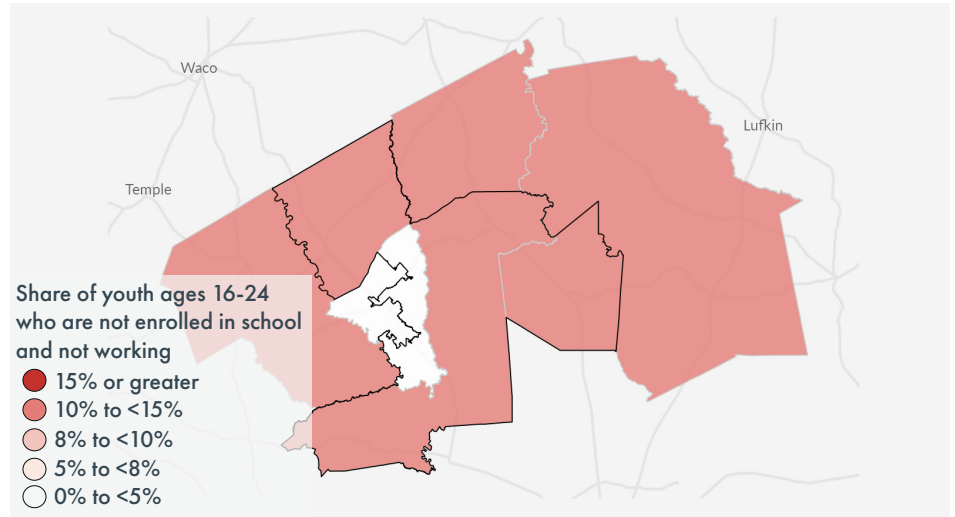 Waco
Lufkin
Temple
Share of youth ages 16-24
who are not enrolled in school
and not working
15% or greater
10% to <15%
8% to <10%
5% to <8%
0% to <5%